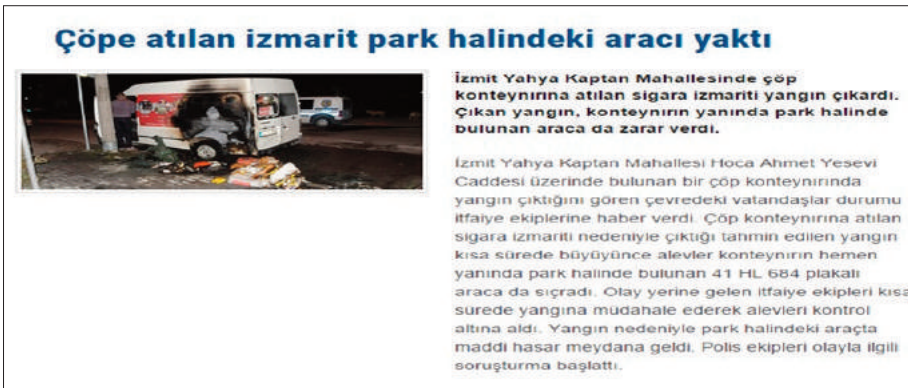 Çöpe atılan izmarit park halindeki aracı yaktı
İzmit Yahya Kaptan Mahallesinde çöp
konteynırına atılan sigara izmariti yangın çıkardı.
Çıkan yangın, konteynırın yanında park halinde
bulunan araca da zarar verdi.
İzmit Yahya Kaptan Mahallesi Hoca Ahmet Yesevi
Caddesi üzerinde bulunan bir çöp konteynırında
yangın çıktığını gören çevredeki vatandaşlar durumu
itfaiye ekiplerine haber verdi. Çöp konteynırına atılan
sigara izmariti nedeniyle çıktığı tahmin edilen yangın
kısa sürede büyüyünce alevler konteynırın hemen
yanında park halinde bulunan 41 HL 684 plakalı
araca da sıçradı. Olay yerine gelen itfaiye ekipleri kısa
sürede yangına müdahale ederek alevleri kontrol
altına aldı. Yangın nedeniyle park halindeki araçta
maddi hasar meydana geldi. Polis ekipleri olayla ilgili
soruşturma başlattı.